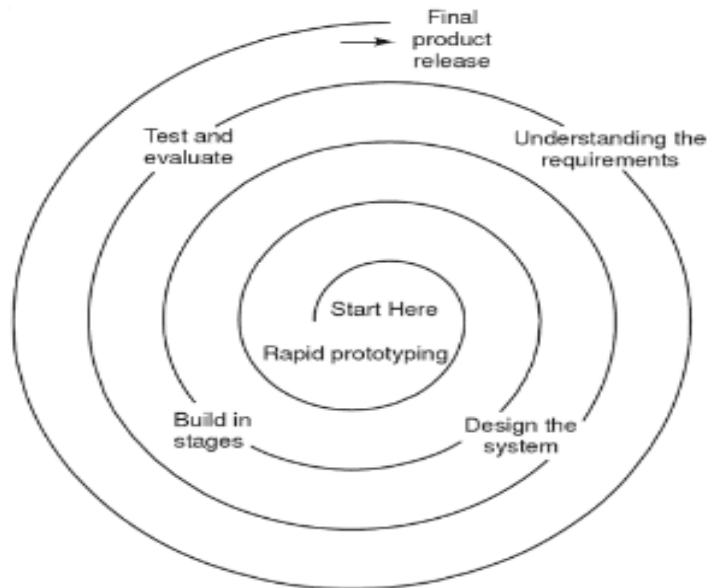 Final
product
release
Test and
evaluate
Understanding the
requirements
Start Here
Rapid prototyping
Build in
stages
Design the
system